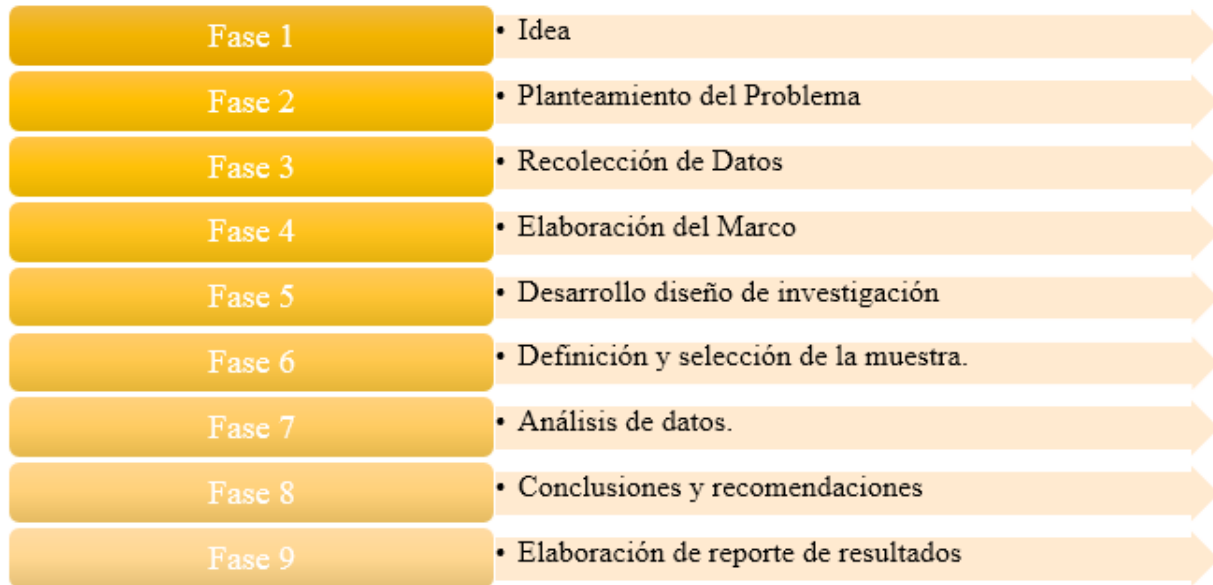 Fase 1
• Idea
Fase 2
• Planteamiento del Problema
Fase 3
• Recolección de Datos
Fase 4
• Elaboración del Marco
Fase 5
• Desarrollo diseño de investigación
Fase 6
• Definición y selección de la muestra.
Fase 7
• Análisis de datos.
Fase 8
• Conclusiones y recomendaciones
Fase 9
• Elaboración de reporte de resultados